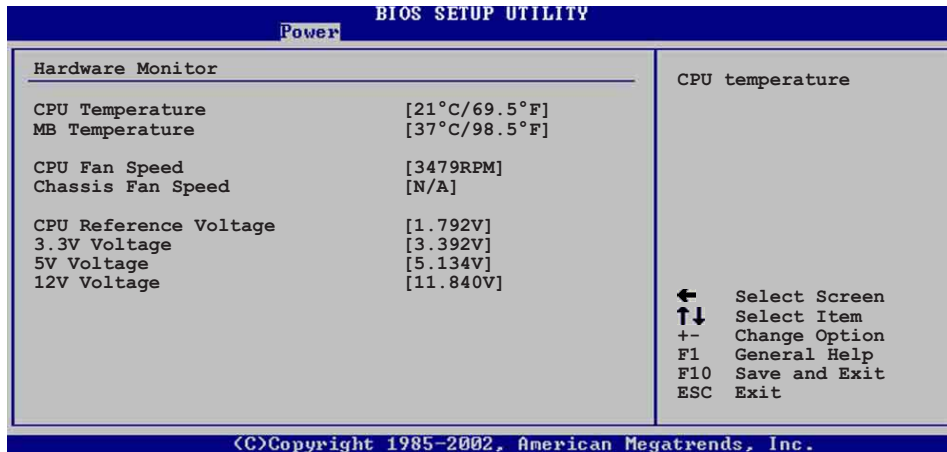 BIOS SETUP UTILITY
Power
Hardware Monitor
CPU Temperature [21°C/69.5°F]
MB Temperature [37°C/98.5°F]
CPU Fan Speed [3479RPM]
Chassis Fan Speed [N/A]
CPU Reference Voltage [1.792V]
3.3V Voltage [3.392V]
5V Voltage [5.134V]
12V Voltage [11.840V]
CPU temperature
← Select Screen
↑↓ Select Item
+- Change Option
F1 General Help
F10 Save and Exit
ESC Exit
(C)Copyright 1985-2002, American Megatrends, Inc.